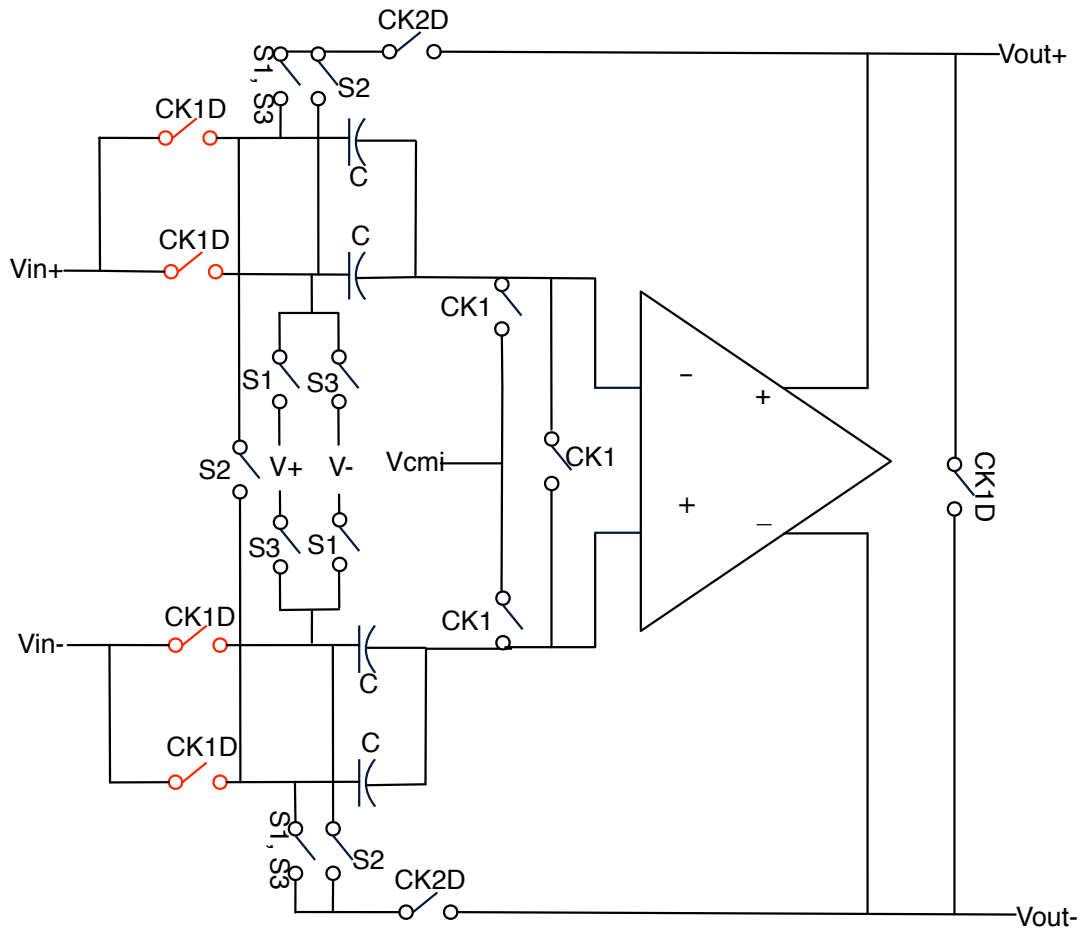 CK2D
Vout+
S1, S3
S2
CK1D
C
CK1D
C
Vin+
CK1
-
+
S1
S3
S2
V+
V-
Vcmi
CK1
CK1D
+
–
S3
S1
CK1D
CK1
Vin-
C
CK1D
C
S1, S3
S2
CK2D
Vout-